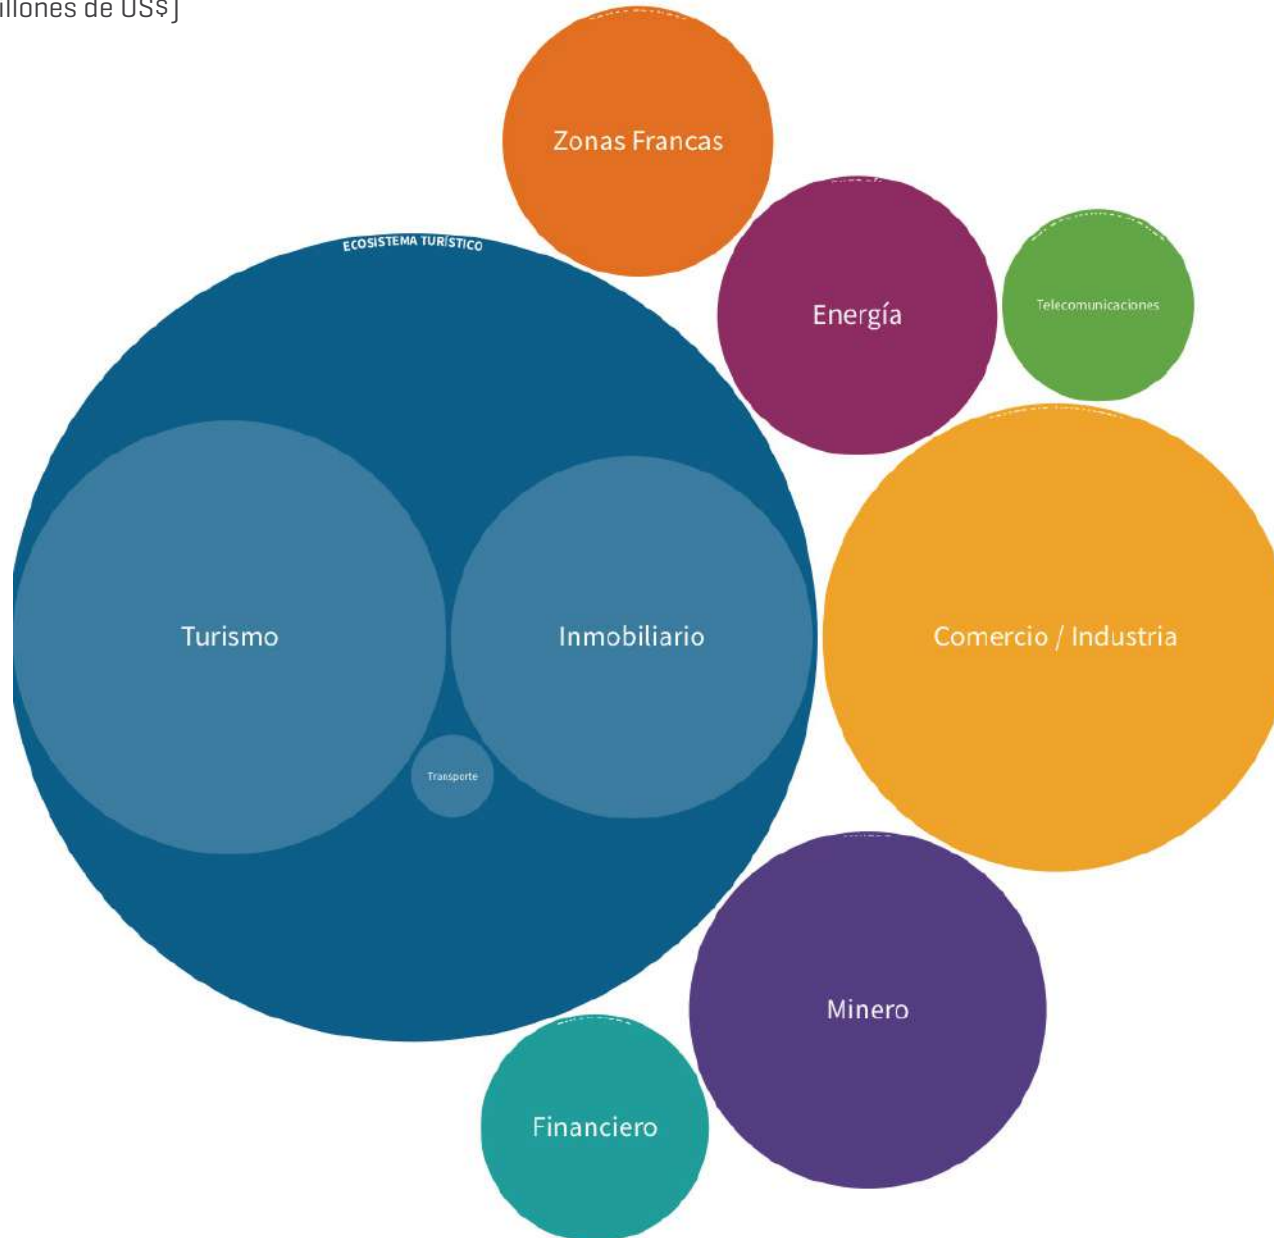 illones de US$)
Zonas Francas
Energía
Telecomunicaciones
ECOSISTEMA TURÍSTICO
Turismo
Inmobiliario
Comercio / Industria
Transporte
Minero
Financiero